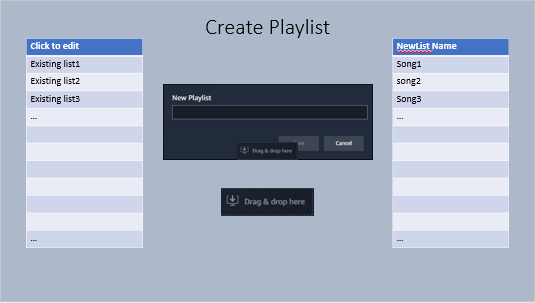 Create Playlist
Click to edit
Existing list1
Existing list2
Existing list3
...
...
New Playlist
Cancel
Drag & drop here
Drag & drop here
NewList Name
Song1
song2
Song3
...
...